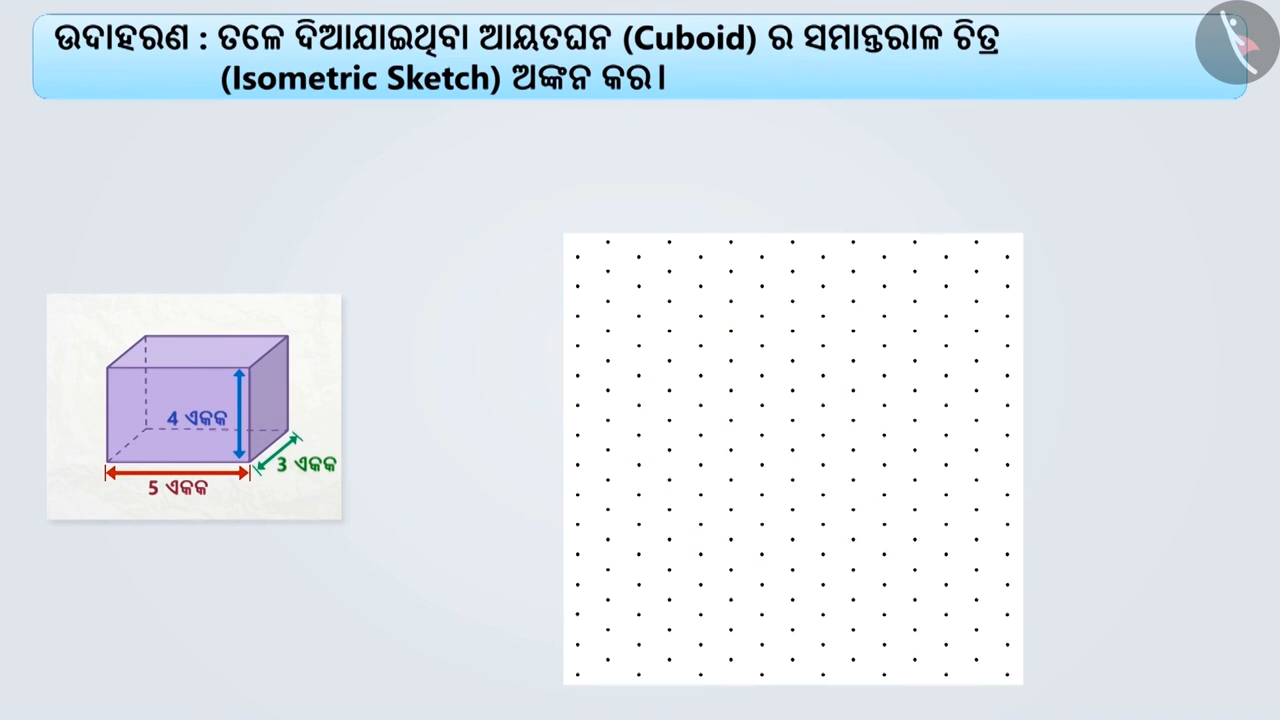 ଉଦାହରଣ : ତଳେ ଦିଆଯାଇଥିବା ଆୟତଘନ (Cuboid) ର ସମାନ୍ତରାଳ ଚିତ୍ର
(Isometric Sketch) ଅଙ୍କନ କର।
4 ଏକକ
3 ଏକକ
5 ଏକକ